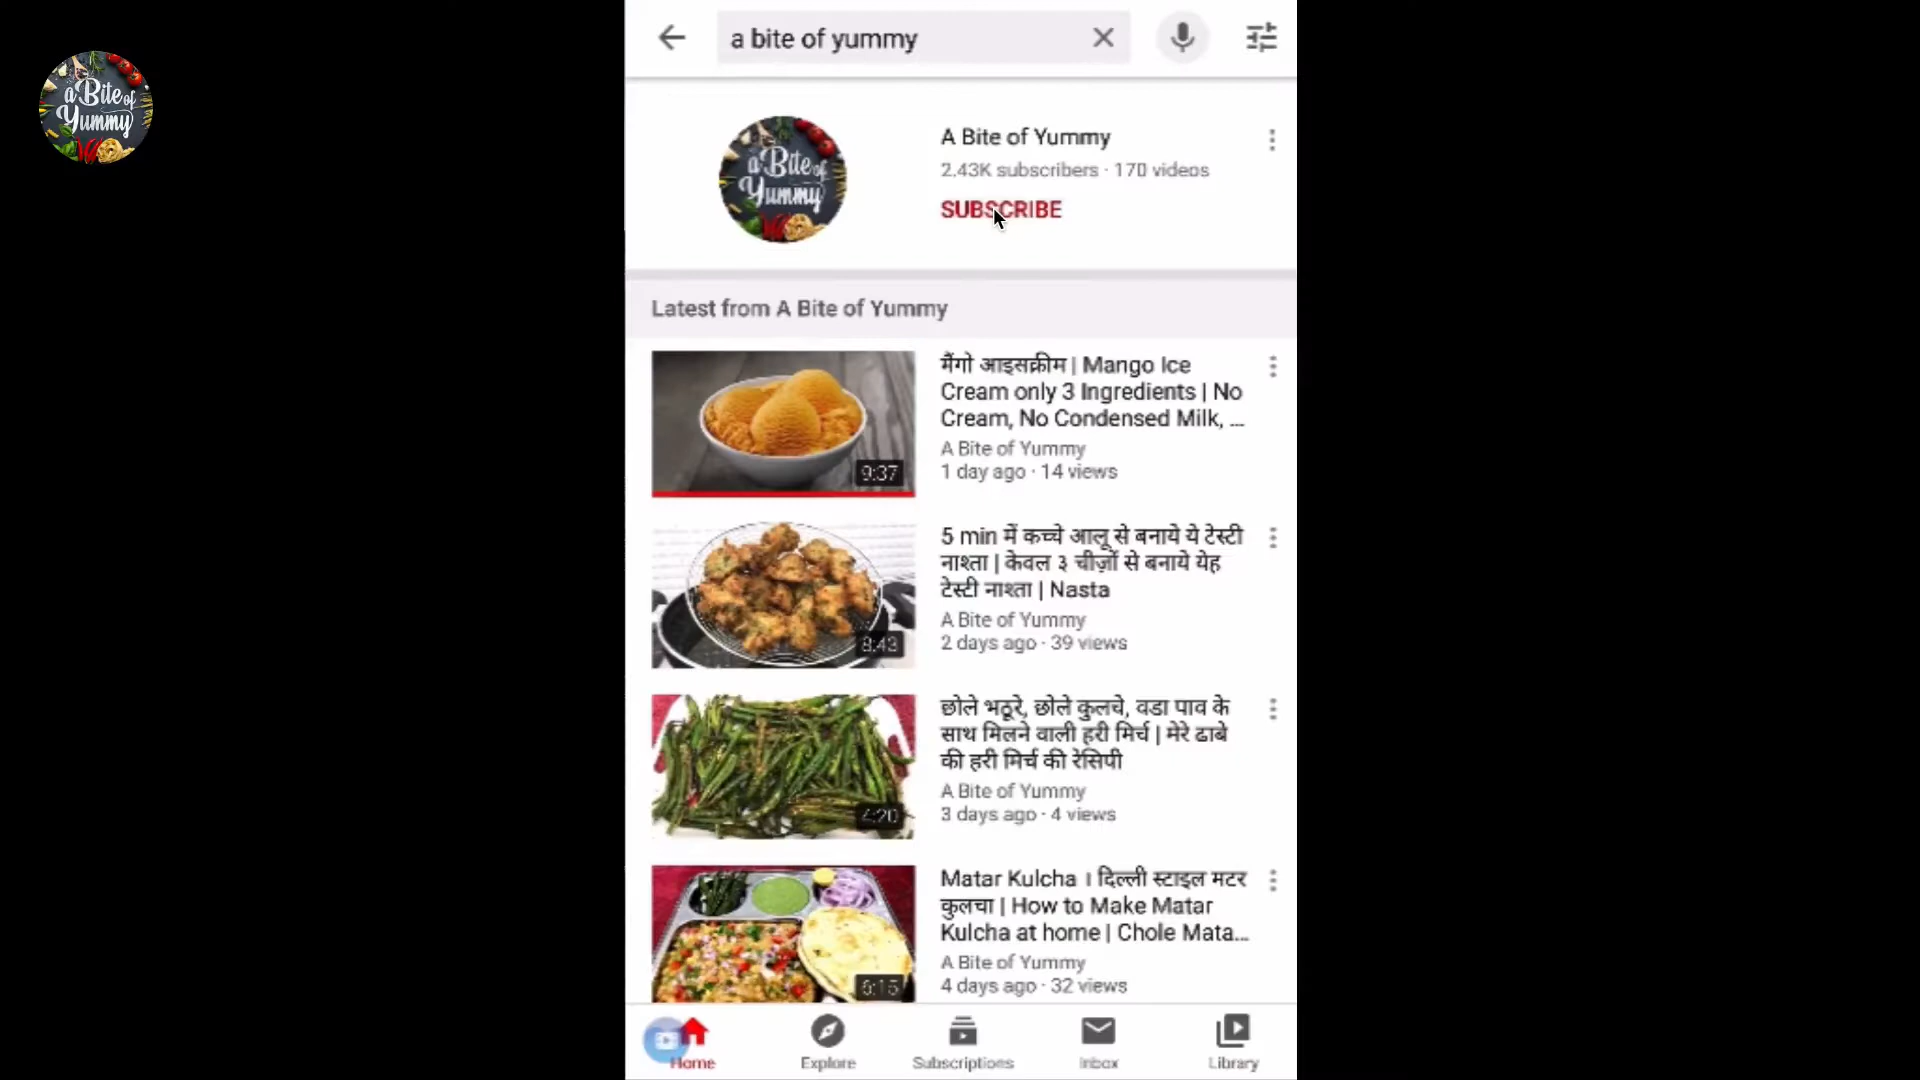 a Bite of
Yummy
a bite of yummy
a Bite of
Yummy
A Bite of Yummy
2.43K subscribers · 170 videos
SUBSCRIBE
Latest from A Bite of Yummy
9:37
मैंगो आइसक्रीम | Mango Ice
Cream only 3 Ingredients | No
Cream, No Condensed Milk, ...
A Bite of Yummy
1 day ago · 14 views
8:43
5 min में कच्चे आलू से बनाये ये टेस्टी
नाश्ता | केवल ३ चीज़ों से बनाये येह
टेस्टी नाश्ता | Nasta
A Bite of Yummy
2 days ago · 39 views
4:20
छोले भठूरे, छोले कुलचे, वडा पाव के
साथ मिलने वाली हरी मिर्च | मेरे ढाबे
की हरी मिर्च की रेसिपी
A Bite of Yummy
3 days ago · 4 views
6:15
Matar Kulcha । दिल्ली स्टाइल मटर
कुलचा | How to Make Matar
Kulcha at home | Chole Mata...
A Bite of Yummy
4 days ago · 32 views
Home
Explore
Subscriptions
Inbox
Library